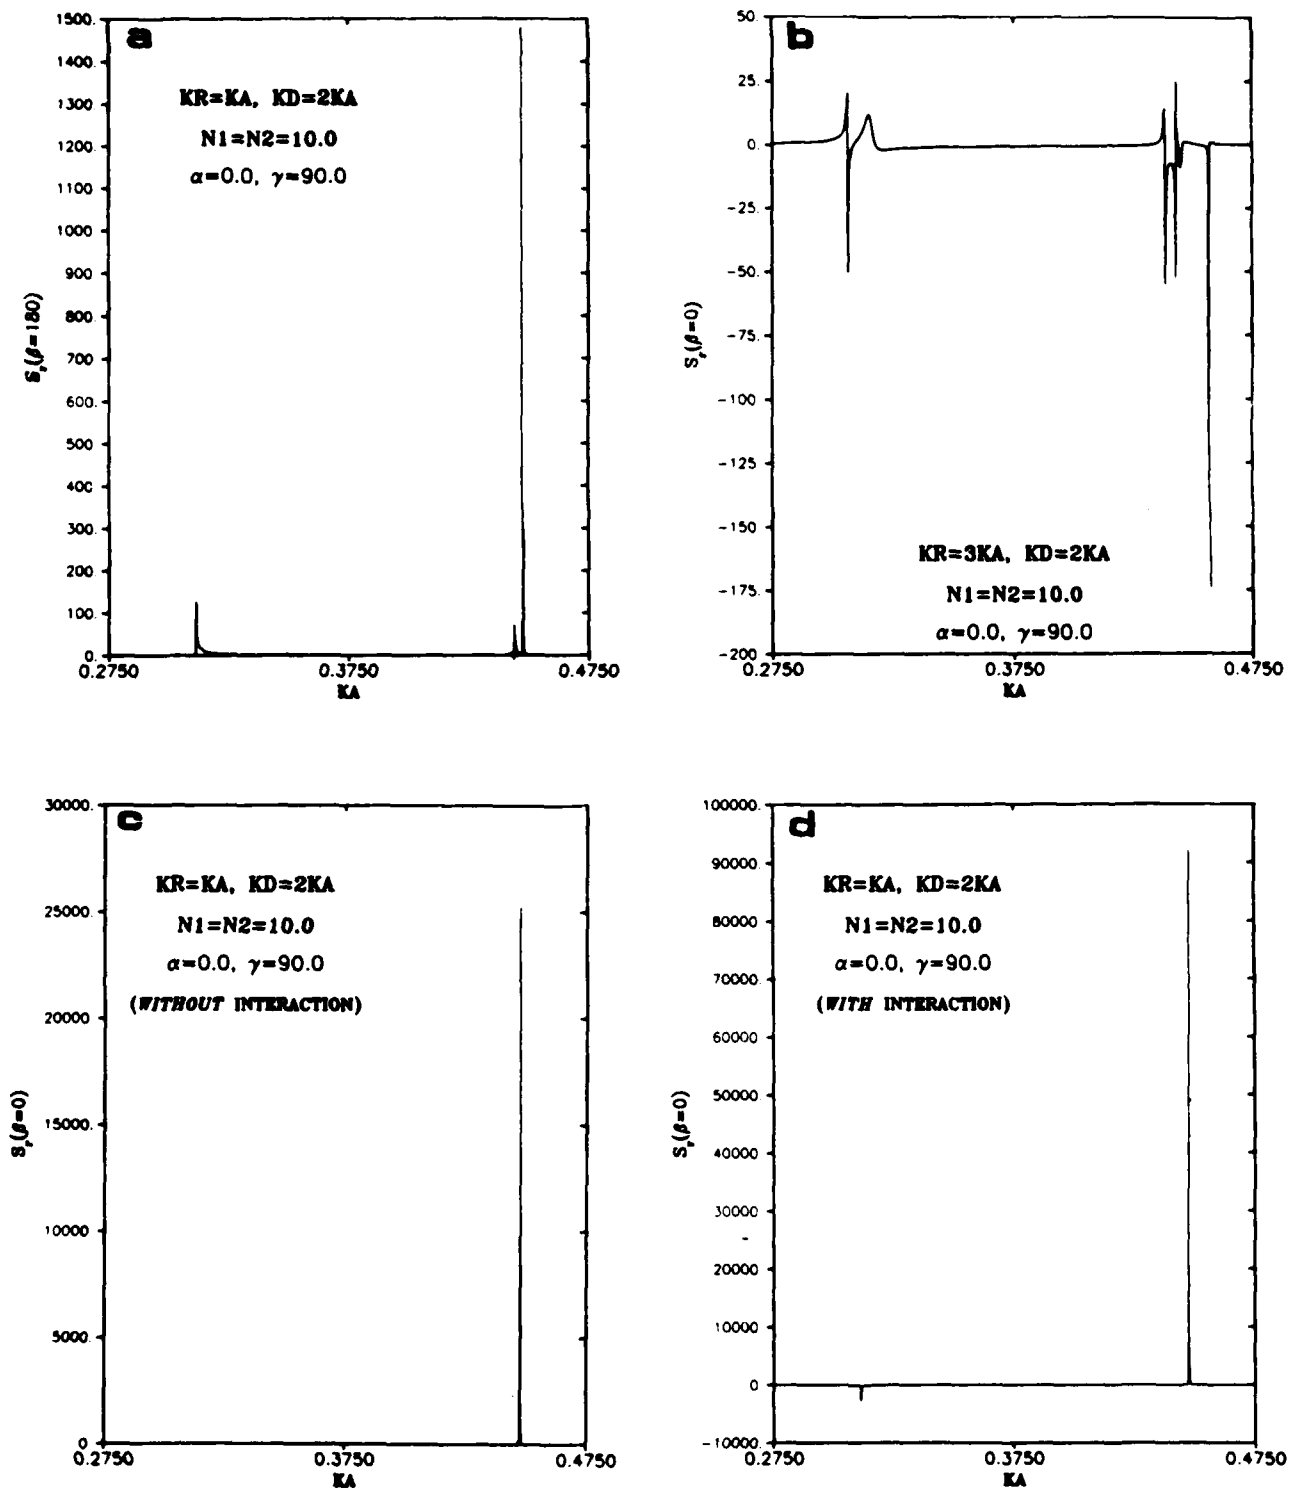 a
1500.
1400.
1300.
1200.
1100.
1000.
900.
800.
700.
600.
500.
400
300.
200.
100.
0.
KR=KA, KD=2KA
N1=N2=10.0
α=0.0, γ=90.0
S_r(β=180)
0.2750 0.3750 0.4750
KA
b
50.
25.
0.
-25.
-50.
-75.
-100.
-125
-150.
-175.
-200
KR=3KA, KD=2KA
N1=N2=10.0
α=0.0, γ=90.0
S_r(β=0)
0.2750 0.3750 0.4750
KA
c
30000.
25000.
20000
15000.
10000
5000.
0.
KR=KA, KD=2KA
N1=N2=10.0
α=0.0, γ=90.0
(WITHOUT INTERACTION)
S_r(β=0)
0.2750 0.3750 0.4750
KA
d
100000.
90000.
80000
70000.
60000.
50000.
40000
30000
20000
10000
0
-10000
KR=KA, KD=2KA
N1=N2=10.0
α=0.0, γ=90.0
(WITH INTERACTION)
S_r(β=0)
0.2750 0.3750 0.4750
KA